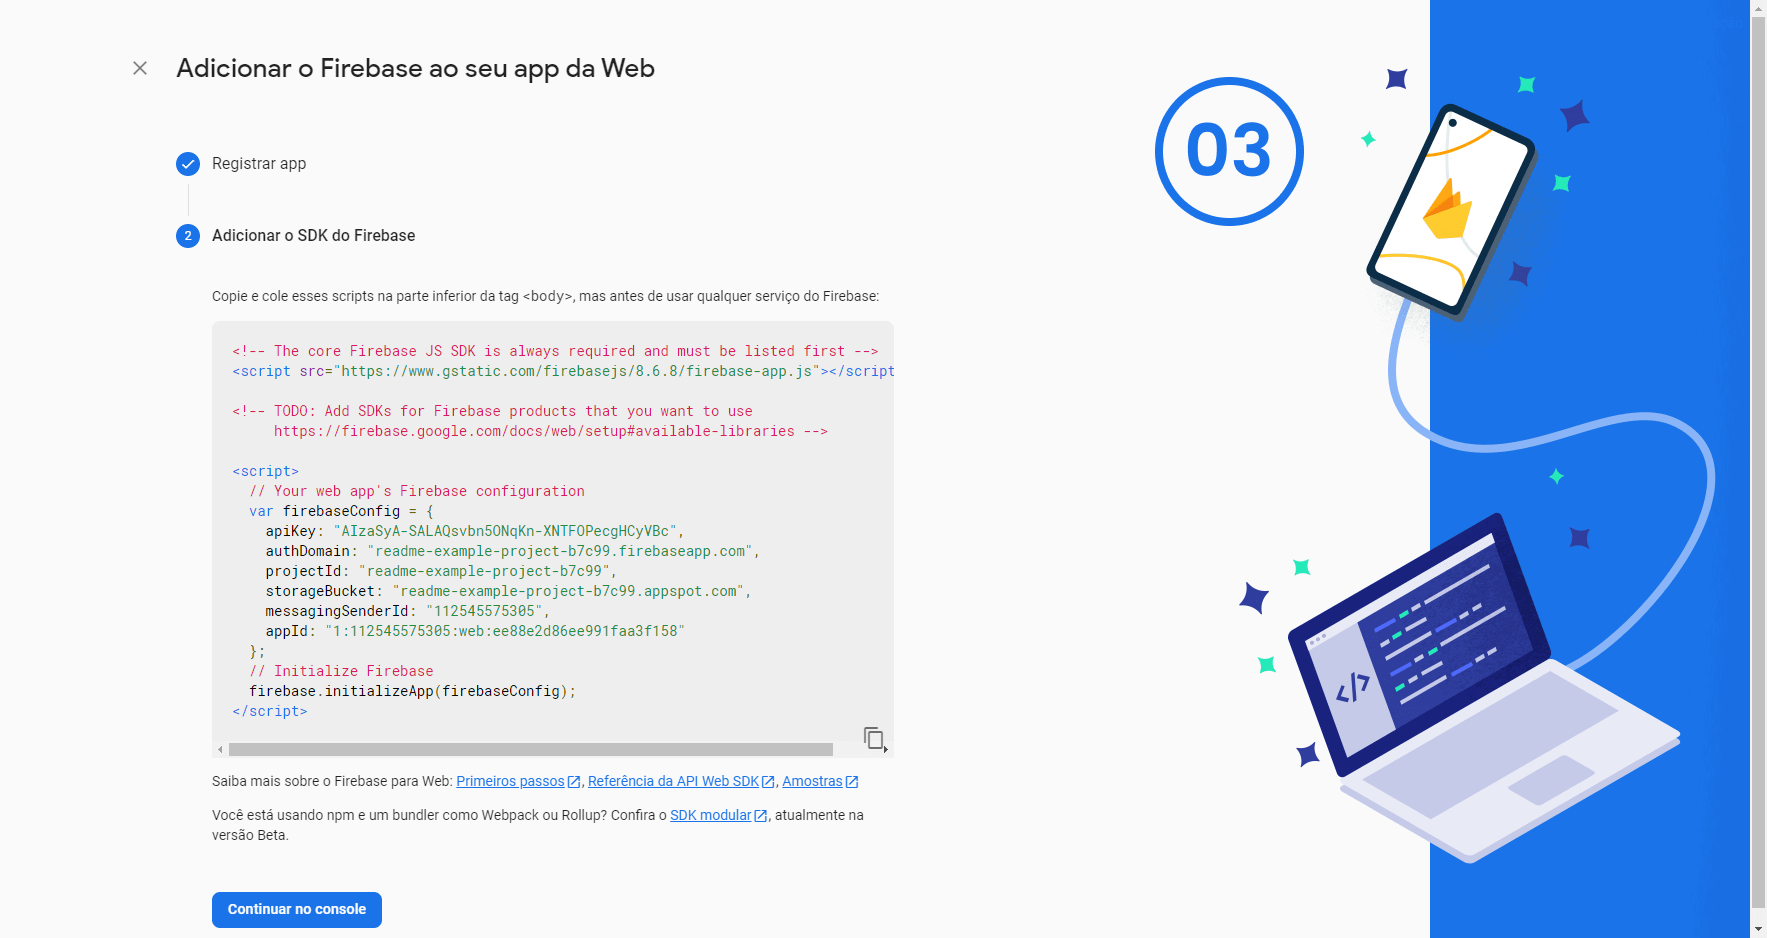 Adicionar o Firebase ao seu app da Web
03
Registrar app
2
Adicionar o SDK do Firebase
Copie e cole esses scripts na parte inferior da tag <body>, mas antes de usar qualquer serviço do Firebase:
<!-- The core Firebase JS SDK is always required and must be listed first -->
<script src="https://www.gstatic.com/firebasejs/8.6.8/firebase-app.js"></script
<!-- TODO: Add SDKs for Firebase products that you want to use
https://firebase.google.com/docs/web/setup#available-libraries -->
<script>
// Your web app's Firebase configuration
var firebaseConfig = {
apiKey: "AIzaSyA-SALAQsvbn5ONqKn-XNTFOPecgHCyVBc",
authDomain: "readme-example-project-b7c99.firebaseapp.com",
projectId: "readme-example-project-b7c99",
storageBucket: "readme-example-project-b7c99.appspot.com",
messagingSenderId: "112545575305",
appId: "1:112545575305:web:ee88e2d86ee991faa3f158"
};
// Initialize Firebase
firebase.initializeApp(firebaseConfig);
</script>
Saiba mais sobre o Firebase para Web: Primeiros passos, Referência da API Web SDK, Amostras
Você está usando npm e um bundler como Webpack ou Rollup? Confira o SDK modular, atualmente na
versão Beta.
Continuar no console